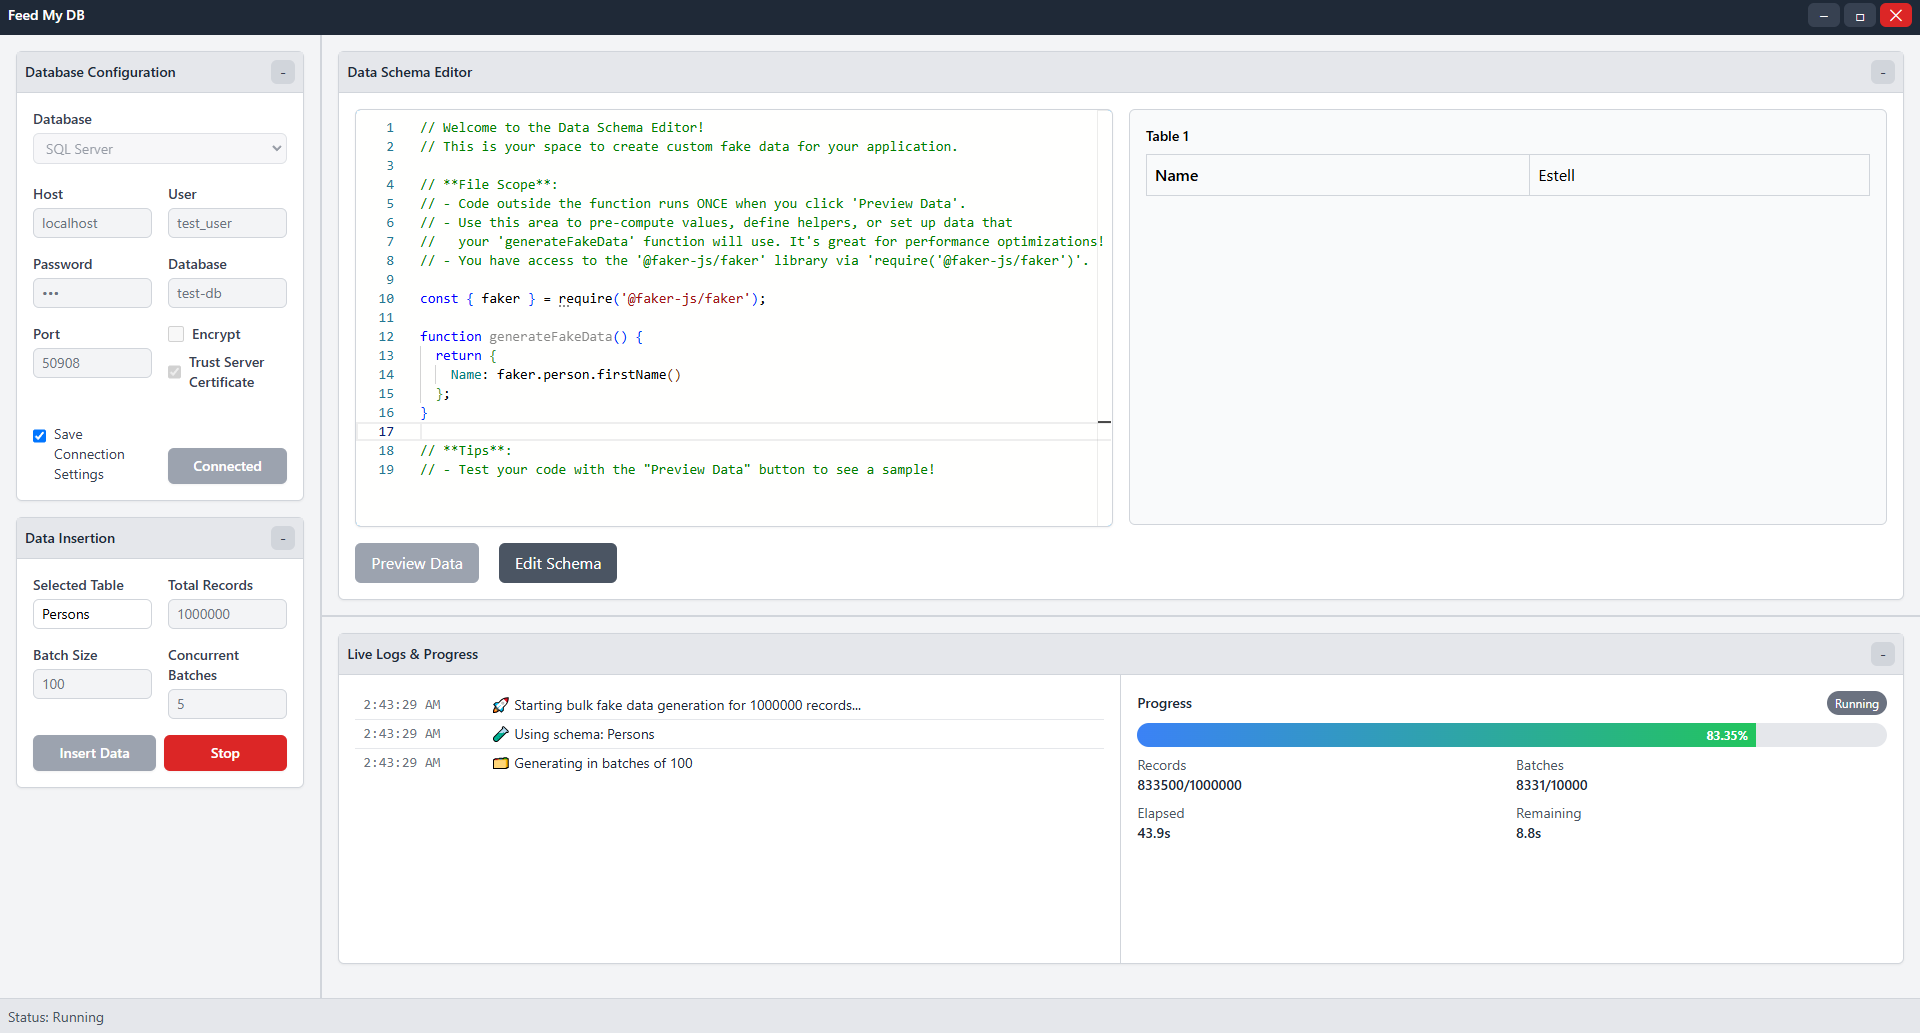 Feed My DB
Database Configuration
-
Database
SQL Server
Host
User
localhost
test_user
Password
Database
•••
test-db
Port
Encrypt
50908
Trust Server
Certificate
Save
Connection
Settings
Connected
Data Insertion
-
Selected Table
Total Records
Persons
1000000
Batch Size
Concurrent
Batches
100
5
Insert Data
Stop
Data Schema Editor
-
1 // Welcome to the Data Schema Editor!
2 // This is your space to create custom fake data for your application.
3
4 // **File Scope**:
5 // - Code outside the function runs ONCE when you click 'Preview Data'.
6 // - Use this area to pre-compute values, define helpers, or set up data that
7 //   your 'generateFakeData' function will use. It's great for performance optimizations!
8 // - You have access to the '@faker-js/faker' library via 'require('@faker-js/faker')'.
9
10 const { faker } = require('@faker-js/faker');
11
12 function generateFakeData() {
13   return {
14     Name: faker.person.firstName()
15   };
16 }
17
18 // **Tips**:
19 // - Test your code with the "Preview Data" button to see a sample!
Table 1
Name Estell
Preview Data
Edit Schema
Live Logs & Progress
-
2:43:29 AM 🚀 Starting bulk fake data generation for 1000000 records...
2:43:29 AM 🧪 Using schema: Persons
2:43:29 AM 🗂️ Generating in batches of 100
Progress
Running
83.35%
Records
Batches
833500/1000000
8331/10000
Elapsed
Remaining
43.9s
8.8s
Status: Running